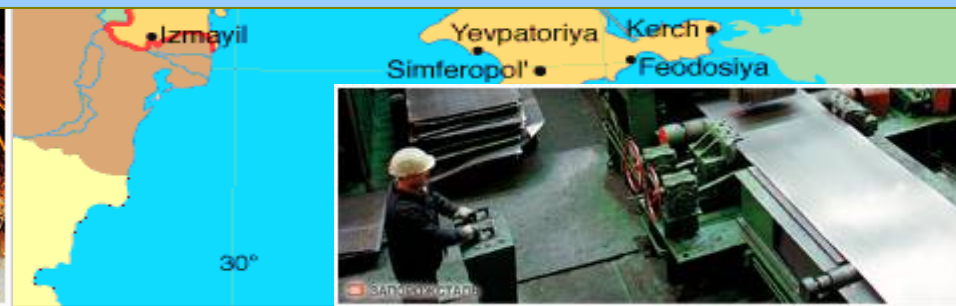 Izmayil
Yevpatoriya
Kerch
Simferopol'
Feodosiya
30°
ЗАПОРОЖСТАЛЬ